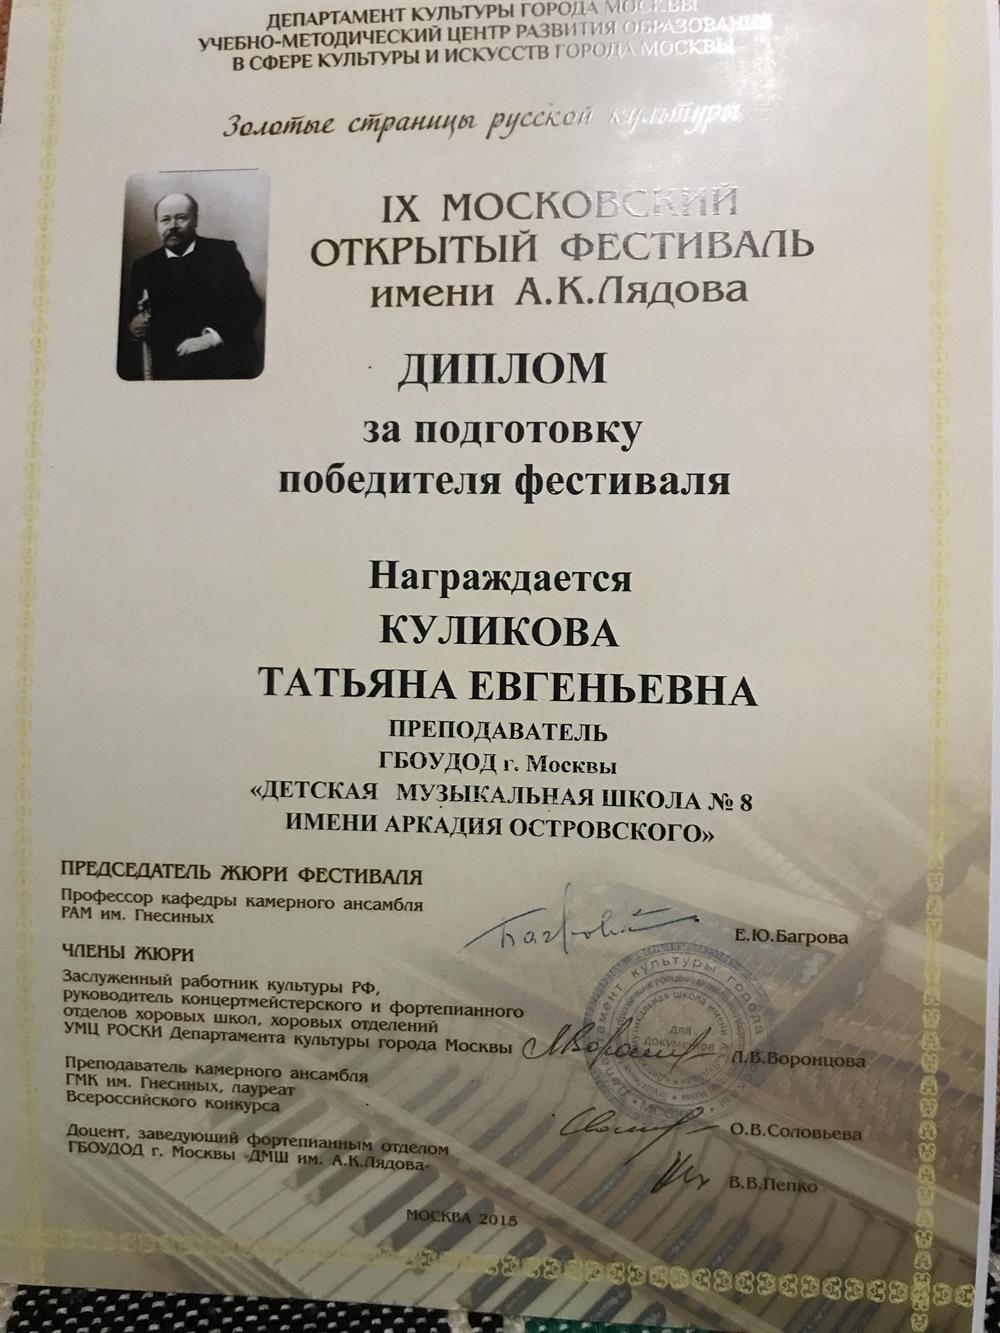 ДЕПАРТАМЕНТ КУЛЬТУРЫ ГОРОДА МОСКВЫ
УЧЕБНО-МЕТОДИЧЕСКИЙ ЦЕНТР РАЗВИТИЯ ОБРАЗОВАНИЯ
В СФЕРЕ КУЛЬТУРЫ И ИСКУССТВ ГОРОДА МОСКВЫ
Золотые страницы русской культуры
IX МОСКОВСКИЙ
ОТКРЫТЫЙ ФЕСТИВАЛЬ
имени А.К.Лядова
ДИПЛОМ
за подготовку
победителя фестиваля
Награждается
КУЛИКОВА
ТАТЬЯНА ЕВГЕНЬЕВНА
ПРЕПОДАВАТЕЛЬ
ГБОУДОД г. Москвы
«ДЕТСКАЯ МУЗЫКАЛЬНАЯ ШКОЛА № 8
ИМЕНИ АРКАДИЯ ОСТРОВСКОГО»
ПРЕДСЕДАТЕЛЬ ЖЮРИ ФЕСТИВАЛЯ
Профессор кафедры камерного ансамбля
РАМ им. Гнесиных
Е.Ю.Багрова
ЧЛЕНЫ ЖЮРИ
Заслуженный работник культуры РФ,
руководитель концертмейстерского и фортепианного
отделов хоровых школ, хоровых отделений
УМЦ РОСКИ Департамента культуры города Москвы
Л.В.Воронцова
для
документов
Преподаватель камерного ансамбля
ГМК им. Гнесиных, лауреат
Всероссийского конкурса
О.В.Соловьева
Доцент, заведующий фортепианным отделом
ГБОУДОД г. Москвы «ДМШ им. А.К.Лядова»
В.В.Пепко
МОСКВА 2015